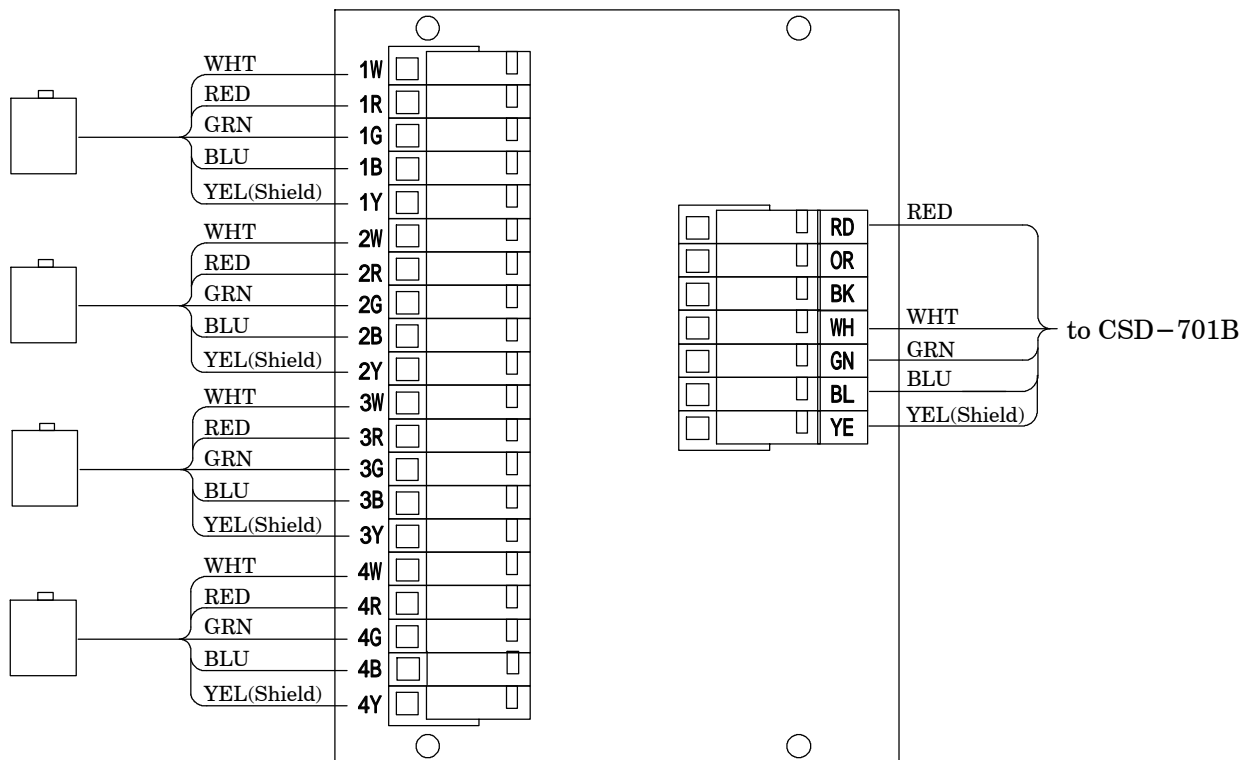 WHT 1W
RED 1R
GRN 1G
BLU 1B
YEL(Shield) 1Y
WHT 2W
RED 2R
GRN 2G
BLU 2B
YEL(Shield) 2Y
WHT 3W
RED 3R
GRN 3G
BLU 3B
YEL(Shield) 3Y
WHT 4W
RED 4R
GRN 4G
BLU 4B
YEL(Shield) 4Y
RD RED
OR
BK
WH WHT
GN GRN
BL BLU
YE YEL(Shield)
to CSD−701B